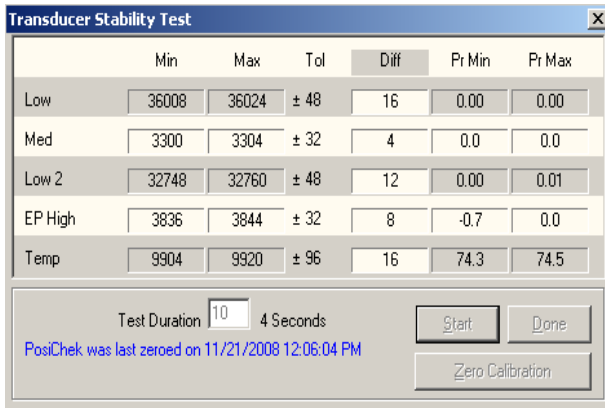 Transducer Stability Test
Min Max Tol Diff Pr Min Pr Max
Low 36008 36024 ± 48 16 0.00 0.00
Med 3300 3304 ± 32 4 0.0 0.0
Low 2 32748 32760 ± 48 12 0.00 0.01
EP High 3836 3844 ± 32 8 -0.7 0.0
Temp 9904 9920 ± 96 16 74.3 74.5
Test Duration 10 4 Seconds
Start Done
PosiChek was last zeroed on 11/21/2008 12:06:04 PM
Zero Calibration